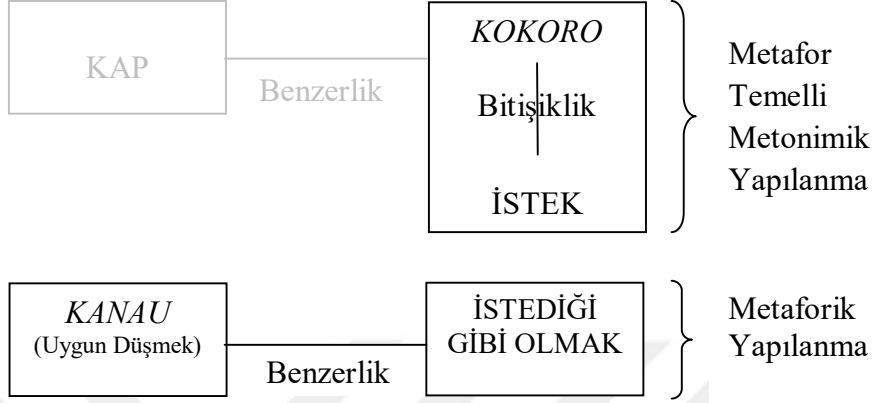 KAP
Benzerlik
KOKORO
Bitişiklik
İSTEK
Metafor
Temelli
Metonimik
Yapılanma
KANAU
(Uygun Düşmek)
Benzerlik
İSTEDİĞİ
GİBİ OLMAK
Metaforik
Yapılanma